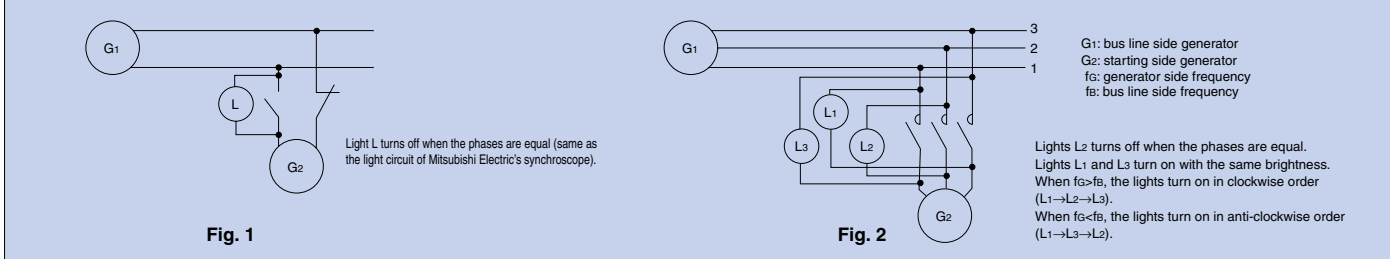 G1
L
G2
Light L turns off when the phases are equal (same as
the light circuit of Mitsubishi Electric's synchroscope).
Fig. 1
G1
3
2
1
L1
L3
L2
G2
Fig. 2
G1: bus line side generator
G2: starting side generator
fG: generator side frequency
fB: bus line side frequency
Lights L2 turns off when the phases are equal.
Lights L1 and L3 turn on with the same brightness.
When fG>fB, the lights turn on in clockwise order
(L1→L2→L3).
When fG<fB, the lights turn on in anti-clockwise order
(L1→L3→L2).